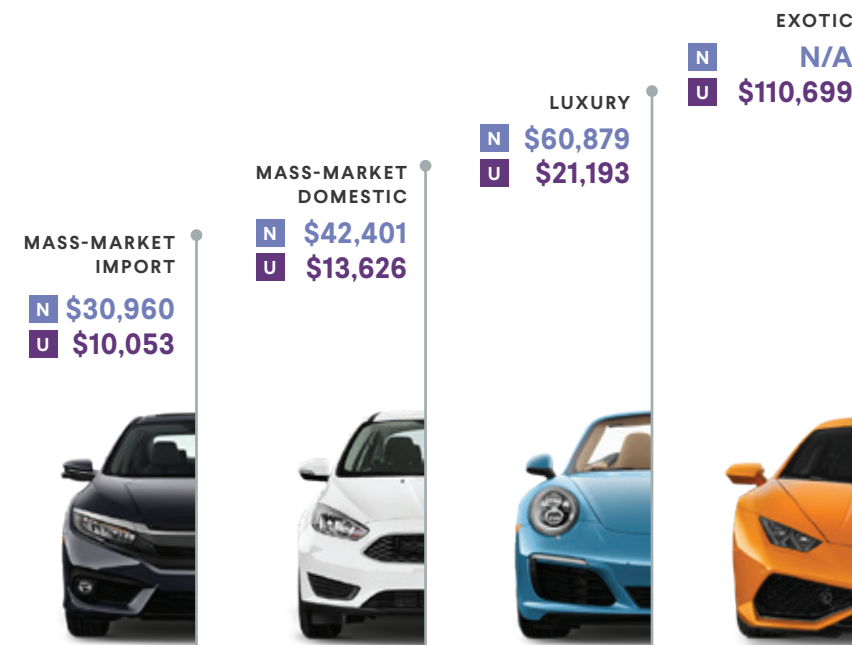 MASS-MARKET
IMPORT
N $30,960
U $10,053
MASS-MARKET
DOMESTIC
N $42,401
U $13,626
LUXURY
N $60,879
U $21,193
EXOTIC
N N/A
U $110,699